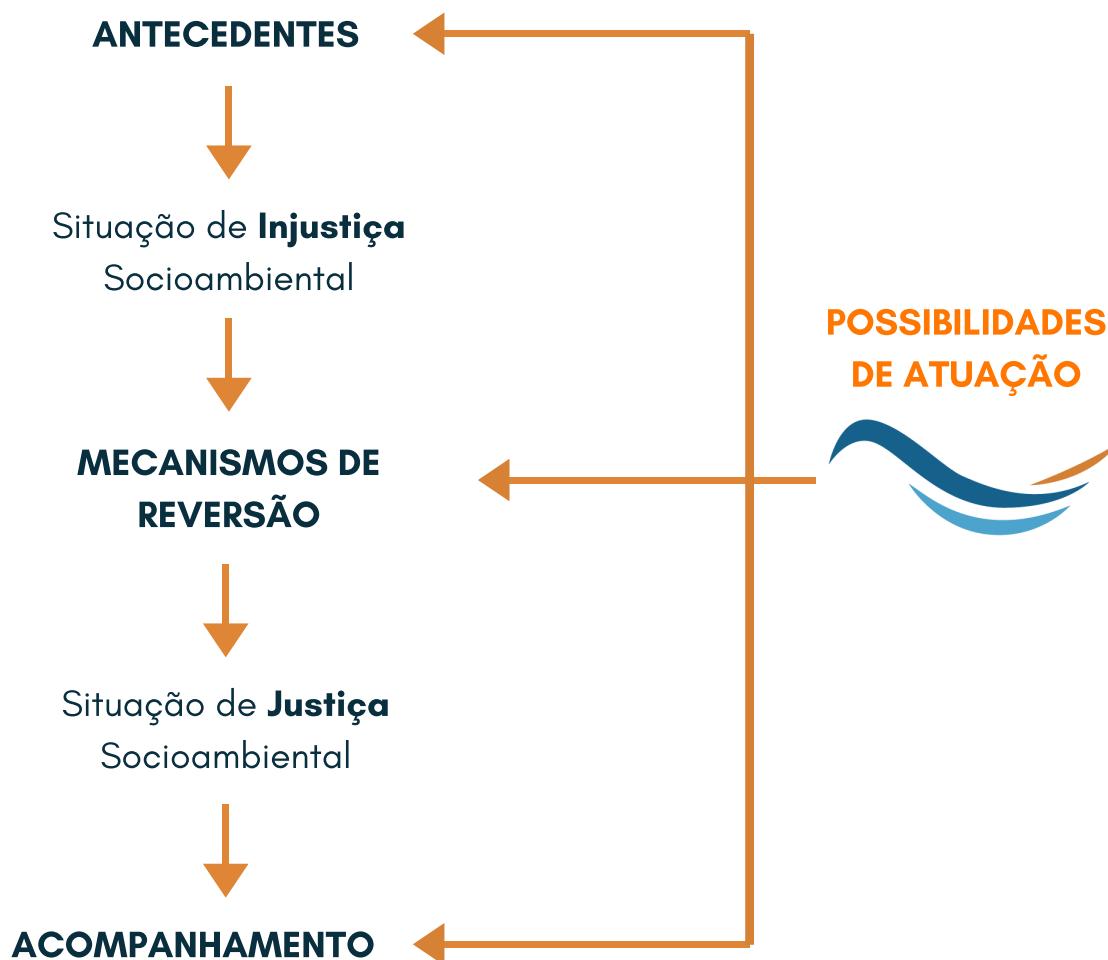 ANTECEDENTES
Situação de Injustiça
Socioambiental
MECANISMOS DE
REVERSÃO
Situação de Justiça
Socioambiental
ACOMPANHAMENTO
POSSIBILIDADES
DE ATUAÇÃO